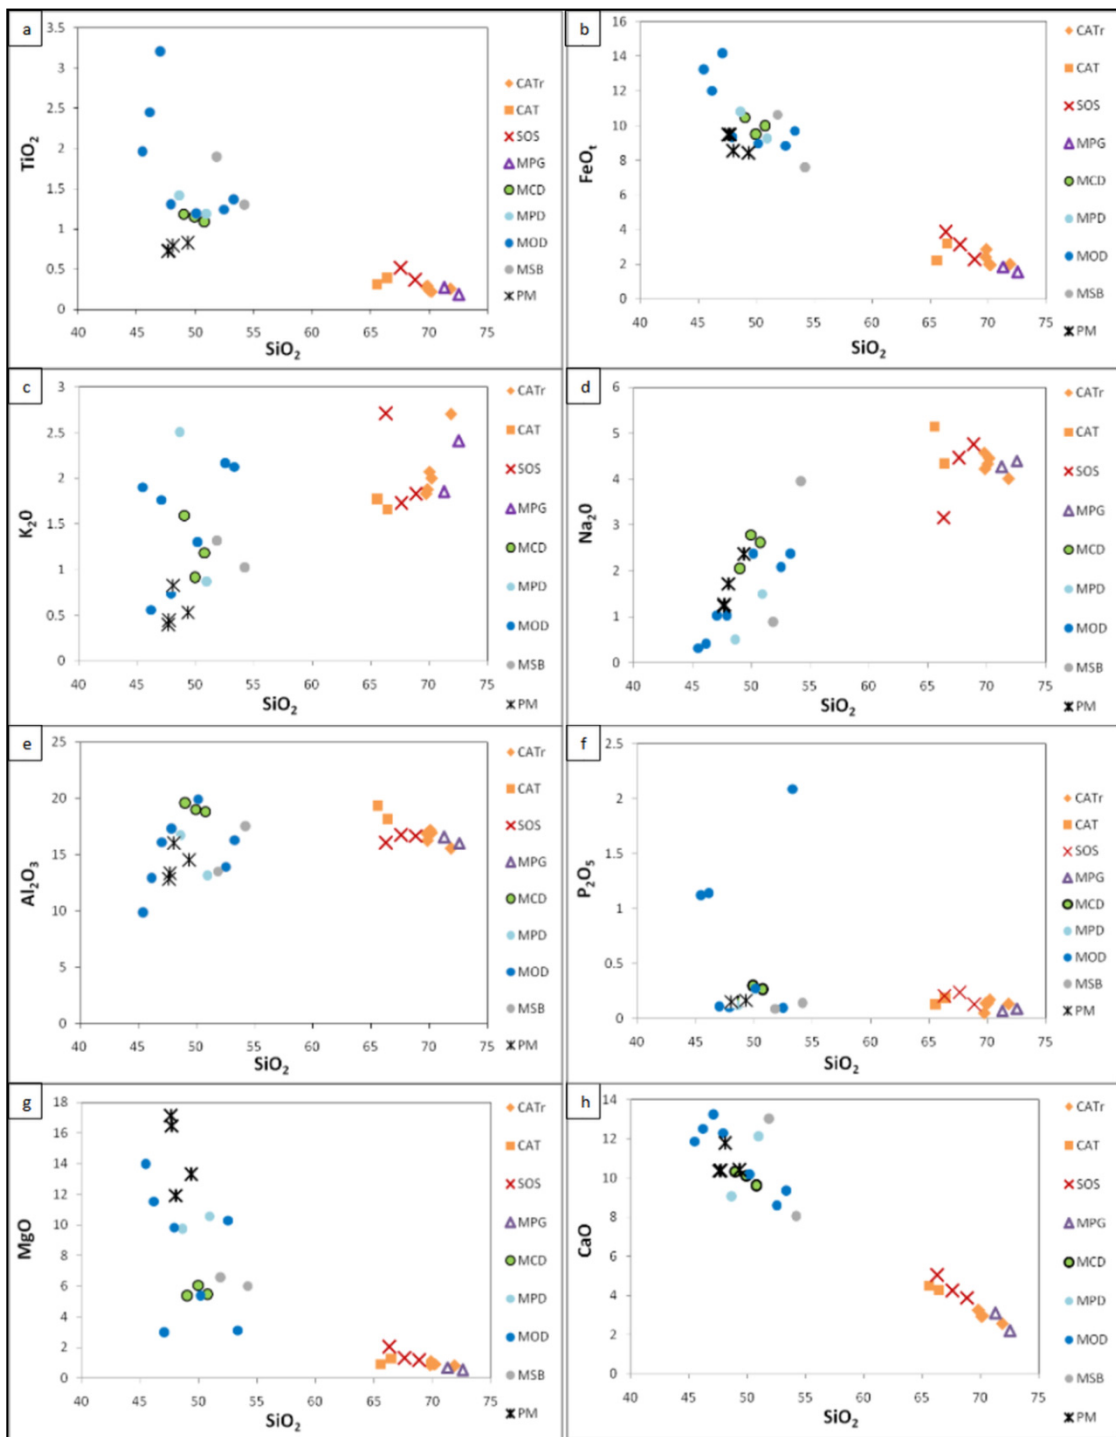 a
3.5
3
2.5
2
1.5
1
0.5
0
TiO2
40 45 50 55 60 65 70 75
SiO2
CATr
CAT
SOS
MPG
MCD
MPD
MOD
MSB
PM
b
16
14
12
10
8
6
4
2
0
FeOt
40 45 50 55 60 65 70 75
SiO2
CATr
CAT
SOS
MPG
MCD
MPD
MOD
MSB
PM
c
3
2.5
2
1.5
1
0.5
0
K20
40 45 50 55 60 65 70 75
SiO2
CATr
CAT
SOS
MPG
MCD
MPD
MOD
MSB
PM
d
6
5
4
3
2
1
0
Na20
40 45 50 55 60 65 70 75
SiO2
CATr
CAT
SOS
MPG
MCD
MPD
MOD
MSB
PM
e
25
20
15
10
5
0
Al2O3
40 45 50 55 60 65 70 75
SiO2
CATr
CAT
SOS
MPG
MCD
MPD
MOD
MSB
PM
f
2.5
2
1.5
1
0.5
0
P2O5
40 45 50 55 60 65 70 75
SiO2
CATr
CAT
SOS
MPG
MCD
MPD
MOD
MSB
PM
g
18
16
14
12
10
8
6
4
2
0
MgO
40 45 50 55 60 65 70 75
SiO2
CATr
CAT
SOS
MPG
MCD
MPD
MOD
MSB
PM
h
14
12
10
8
6
4
2
0
CaO
40 45 50 55 60 65 70 75
SiO2
CATr
CAT
SOS
MPG
MCD
MPD
MOD
MSB
PM